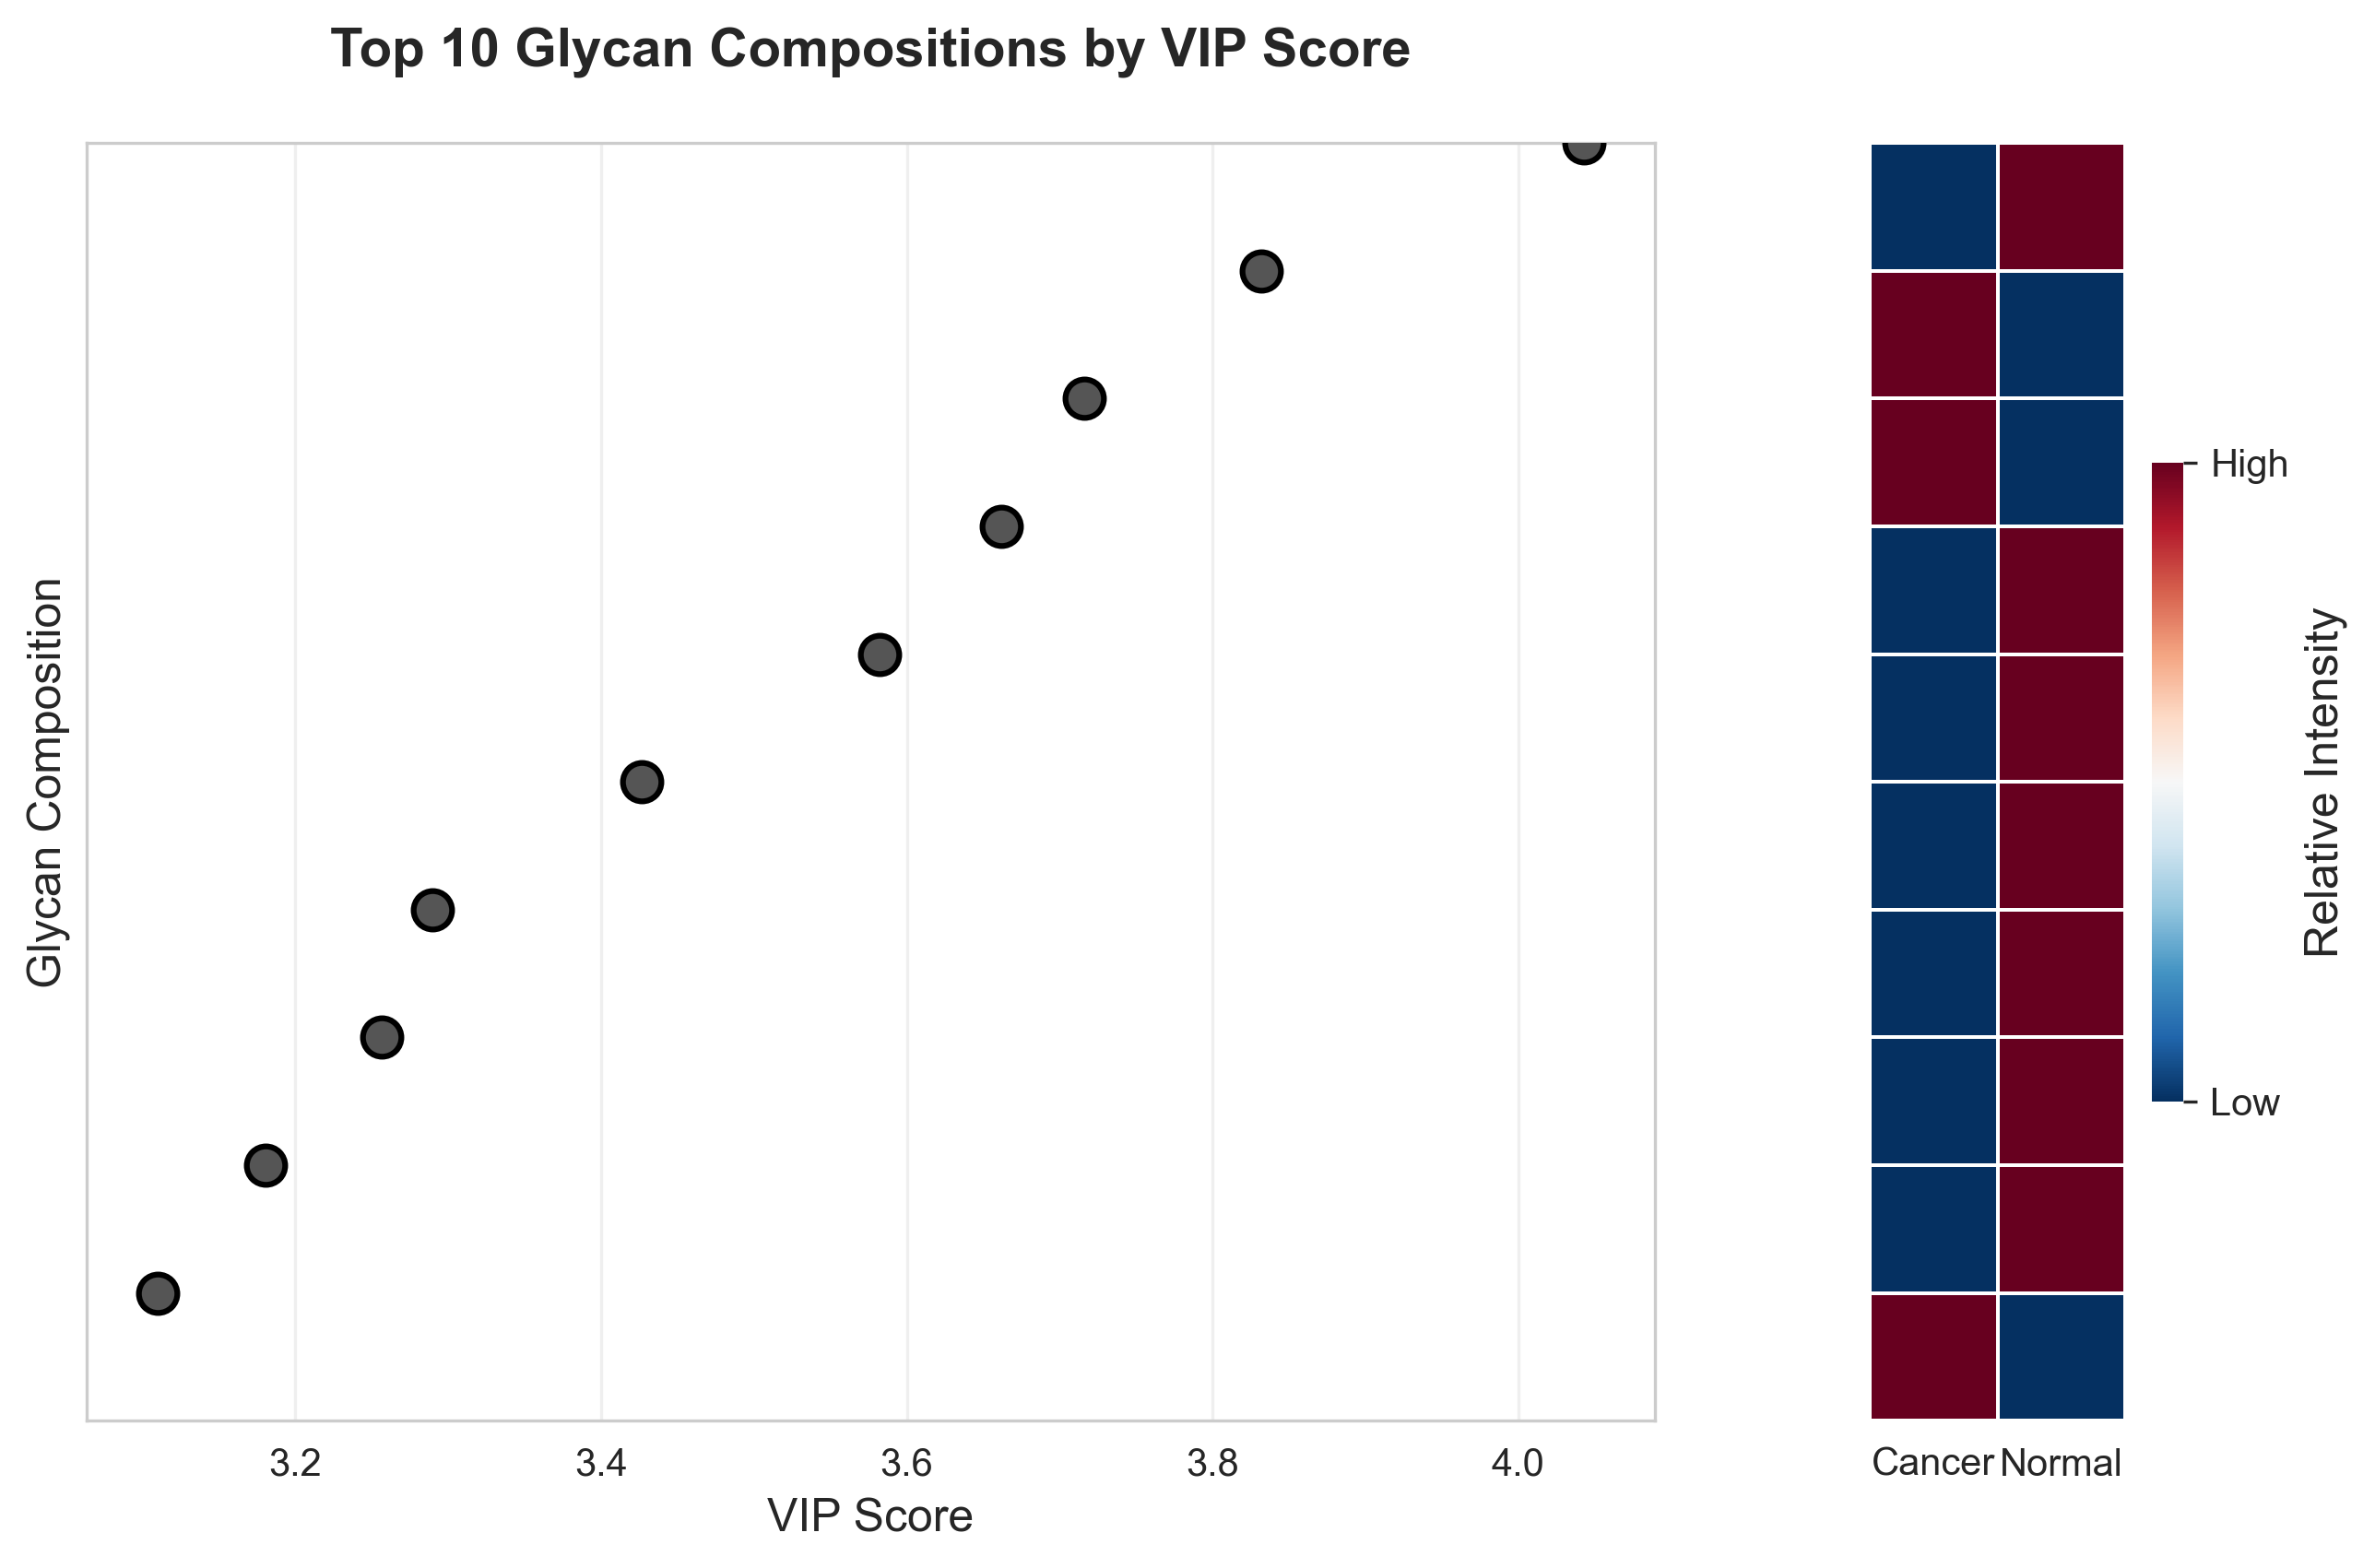 Top 10 Glycan Compositions by VIP Score
Glycan Composition
3.2 3.4 3.6 3.8 4.0
VIP Score
Cancer Normal
High
Low
Relative Intensity